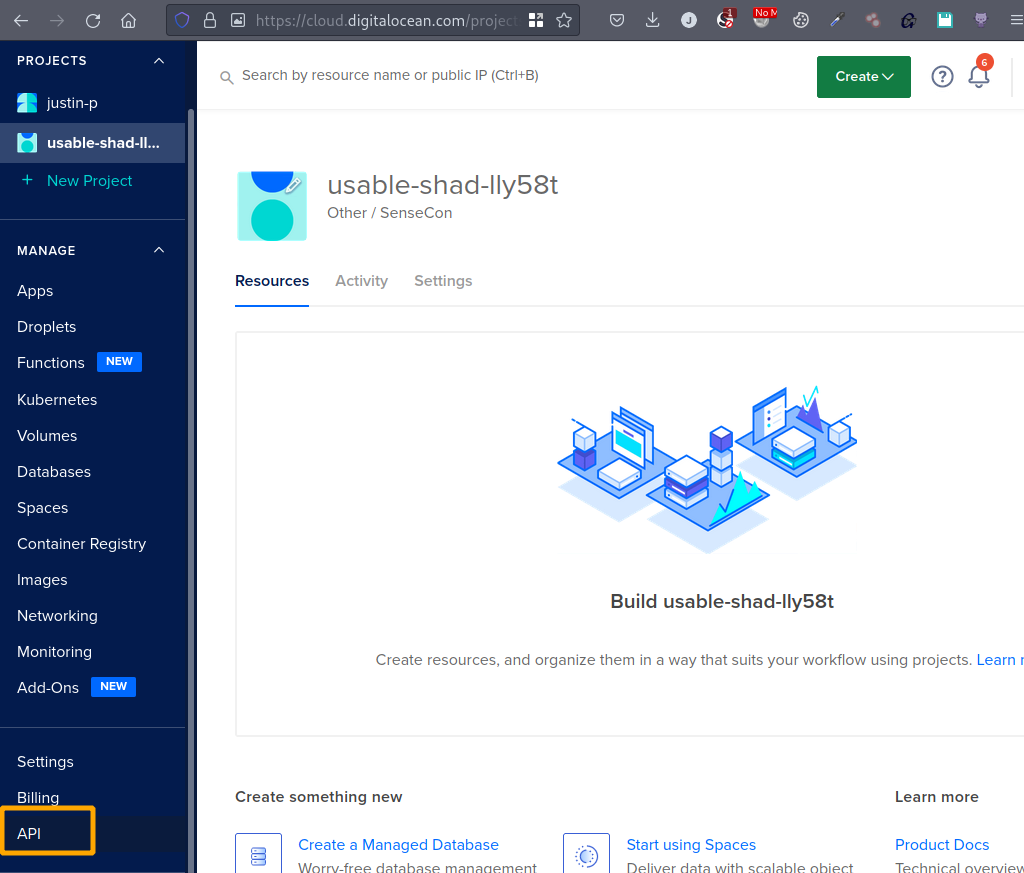 https://cloud.digitalocean.com/project
J
1
No M
PROJECTS
justin-p
usable-shad-ll...
+ New Project
MANAGE
Apps
Droplets
Functions NEW
Kubernetes
Volumes
Databases
Spaces
Container Registry
Images
Networking
Monitoring
Add-Ons NEW
Settings
Billing
API
Search by resource name or public IP (Ctrl+B)
Create
?
6
usable-shad-lly58t
Other / SenseCon
Resources Activity Settings
Build usable-shad-lly58t
Create resources, and organize them in a way that suits your workflow using projects. Learn
Create something new
Learn more
Create a Managed Database
Worry-free database management
Start using Spaces
Deliver data with scalable object
Product Docs
Technical overview